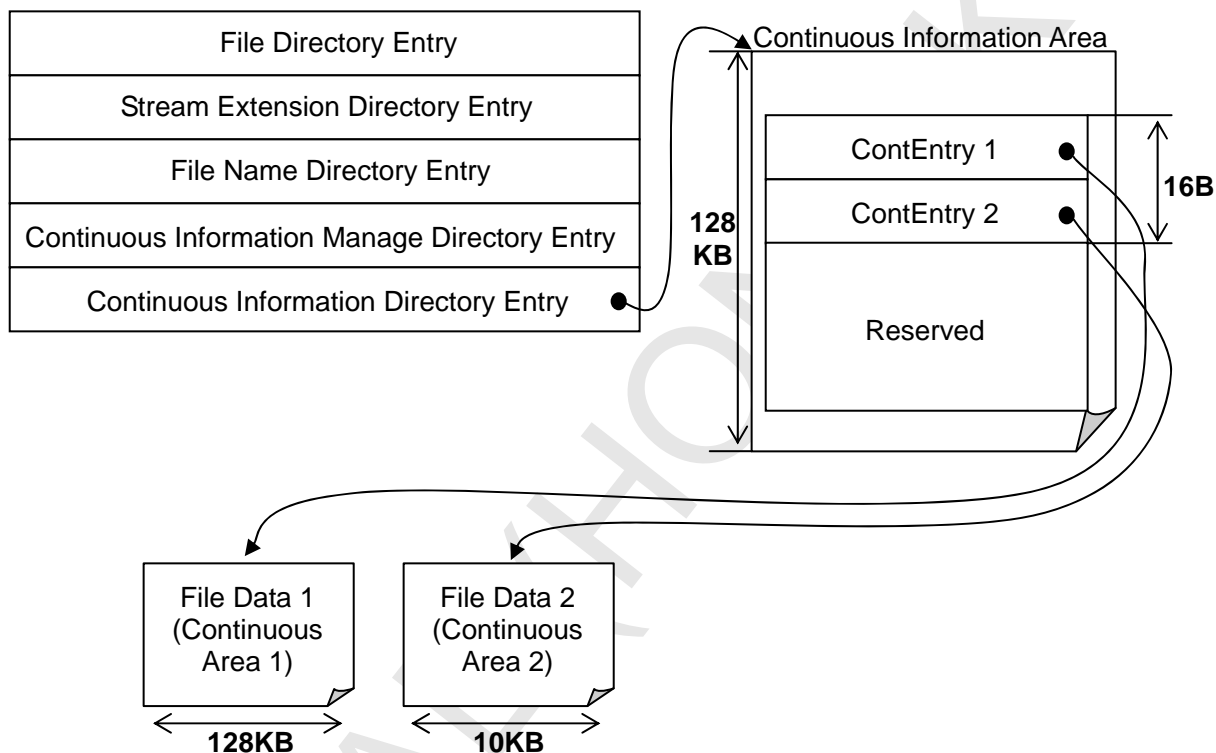 File Directory Entry
Stream Extension Directory Entry
File Name Directory Entry
Continuous Information Manage Directory Entry
Continuous Information Directory Entry
Continuous Information Area
ContEntry 1
ContEntry 2
Reserved
128
KB
16B
File Data 1
(Continuous
Area 1)
128KB
File Data 2
(Continuous
Area 2)
10KB